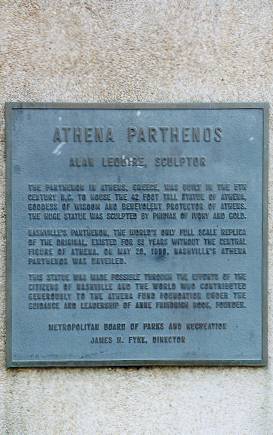 ATHENA PARTHENOS
ALAN LEQUIRE, SCULPTOR
THE PARTHENON IN ATHENS, GREECE, WAS BUILT IN THE 5TH
CENTURY B.C. TO HOUSE THE 42 FOOT TALL STATUE OF ATHENA,
GODDESS OF WISDOM AND BENEVOLENT PROTECTOR OF ATHENS.
THE HUGE STATUE WAS SCULPTED BY PHIDIAS OF IVORY AND GOLD.
NASHVILLE'S PARTHENON, THE WORLD'S ONLY FULL SCALE REPLICA
OF THE ORIGINAL, EXISTED FOR YEARS WITHOUT THE CENTRAL
FIGURE OF ATHENA. ON MAY 20, 1990, NASHVILLE'S ATHENA
PARTHENOS WAS UNVEILED.
THIS STATUE WAS MADE POSSIBLE THROUGH THE EFFORTS OF THE
CITIZENS OF NASHVILLE AND THE WORLD WHO CONTRIBUTED
GENEROUSLY TO THE ATHENA FUND FOUNDATION UNDER THE
GUIDANCE AND LEADERSHIP OF ANNE FREDRICH FOUNDER.
METROPOLITAN BOARD OF PARKS AND RECREATION
JAMES H. FYKE, DIRECTOR